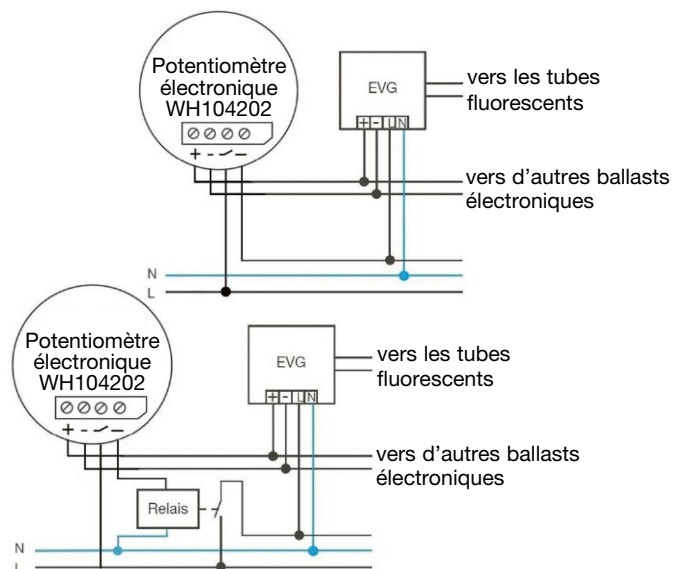 Potentiomètre
électronique
WH104202
+ - -
EVG
+ - L N
vers les tubes
fluorescents
vers d’autres ballasts
électroniques
N
L
Potentiomètre
électronique
WH104202
+ - -
EVG
+ - L N
vers les tubes
fluorescents
vers d’autres ballasts
électroniques
Relais
N
L